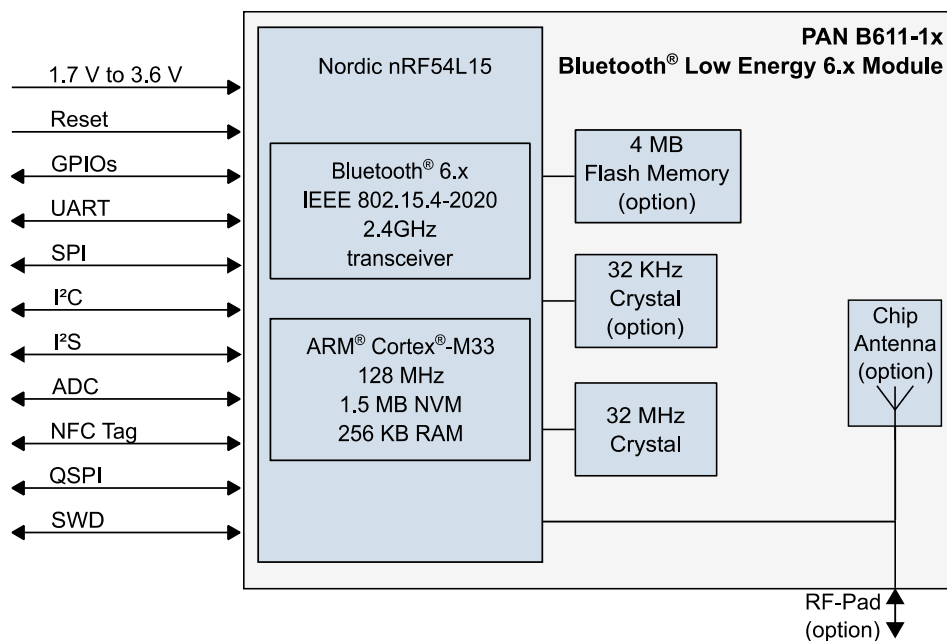 PAN B611-1x
Bluetooth® Low Energy 6.x Module
1.7 V to 3.6 V
Reset
GPIOs
UART
SPI
I²C
I²S
ADC
NFC Tag
QSPI
SWD
Nordic nRF54L15
Bluetooth® 6.x
IEEE 802.15.4-2020
2.4GHz
transceiver
ARM® Cortex®-M33
128 MHz
1.5 MB NVM
256 KB RAM
4 MB
Flash Memory
(option)
32 KHz
Crystal
(option)
32 MHz
Crystal
Chip
Antenna
(option)
RF-Pad
(option)